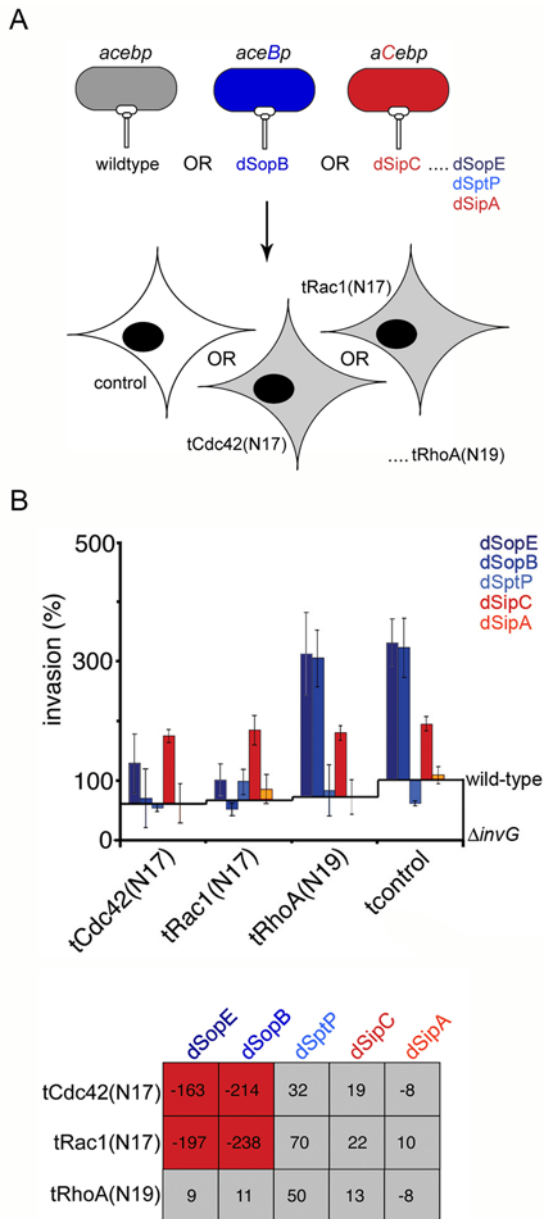 A
acebp aceBp aCebp
wildtype OR dSopB OR dSipC .... dSopE
dSptP
dSipA
tRac1(N17)
OR OR
control
tCdc42(N17)
.... tRhoA(N19)
B
500
300
100
0
invasion (%)
dSopE
dSopB
dSptP
dSipC
dSipA
wild-type
ΔinvG
tCdc42(N17) tRac1(N17) tRhoA(N19) tcontrol
dSopE dSopB dSptP dSipC dSipA
tCdc42(N17) -163 -214 32 19 -8
tRac1(N17) -197 -238 70 22 10
tRhoA(N19) 9 11 50 13 -8